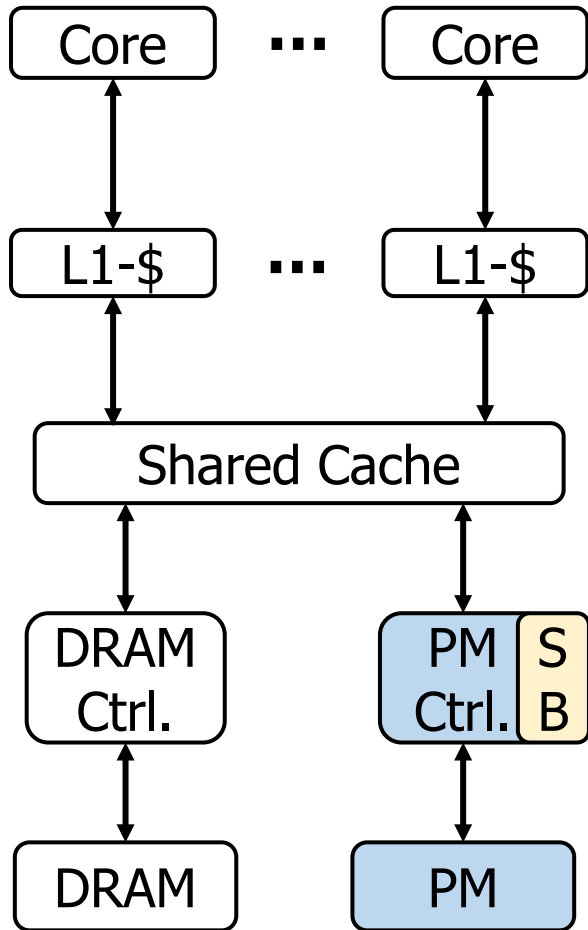 Core ... Core
L1-$ ... L1-$
Shared Cache
DRAM
Ctrl.
PM
Ctrl.
S
B
DRAM
PM